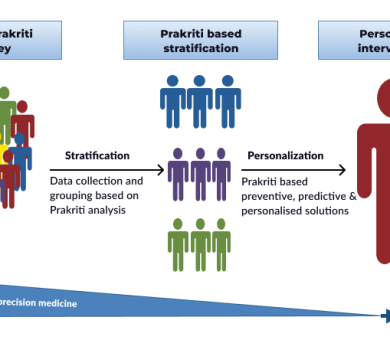 rakriti
ey
Prakriti based
stratification
Perso
interv
Stratification
Data collection and
grouping based on
Prakriti analysis
Personalization
Prakriti based
preventive, predictive &
personalised solutions
precision medicine